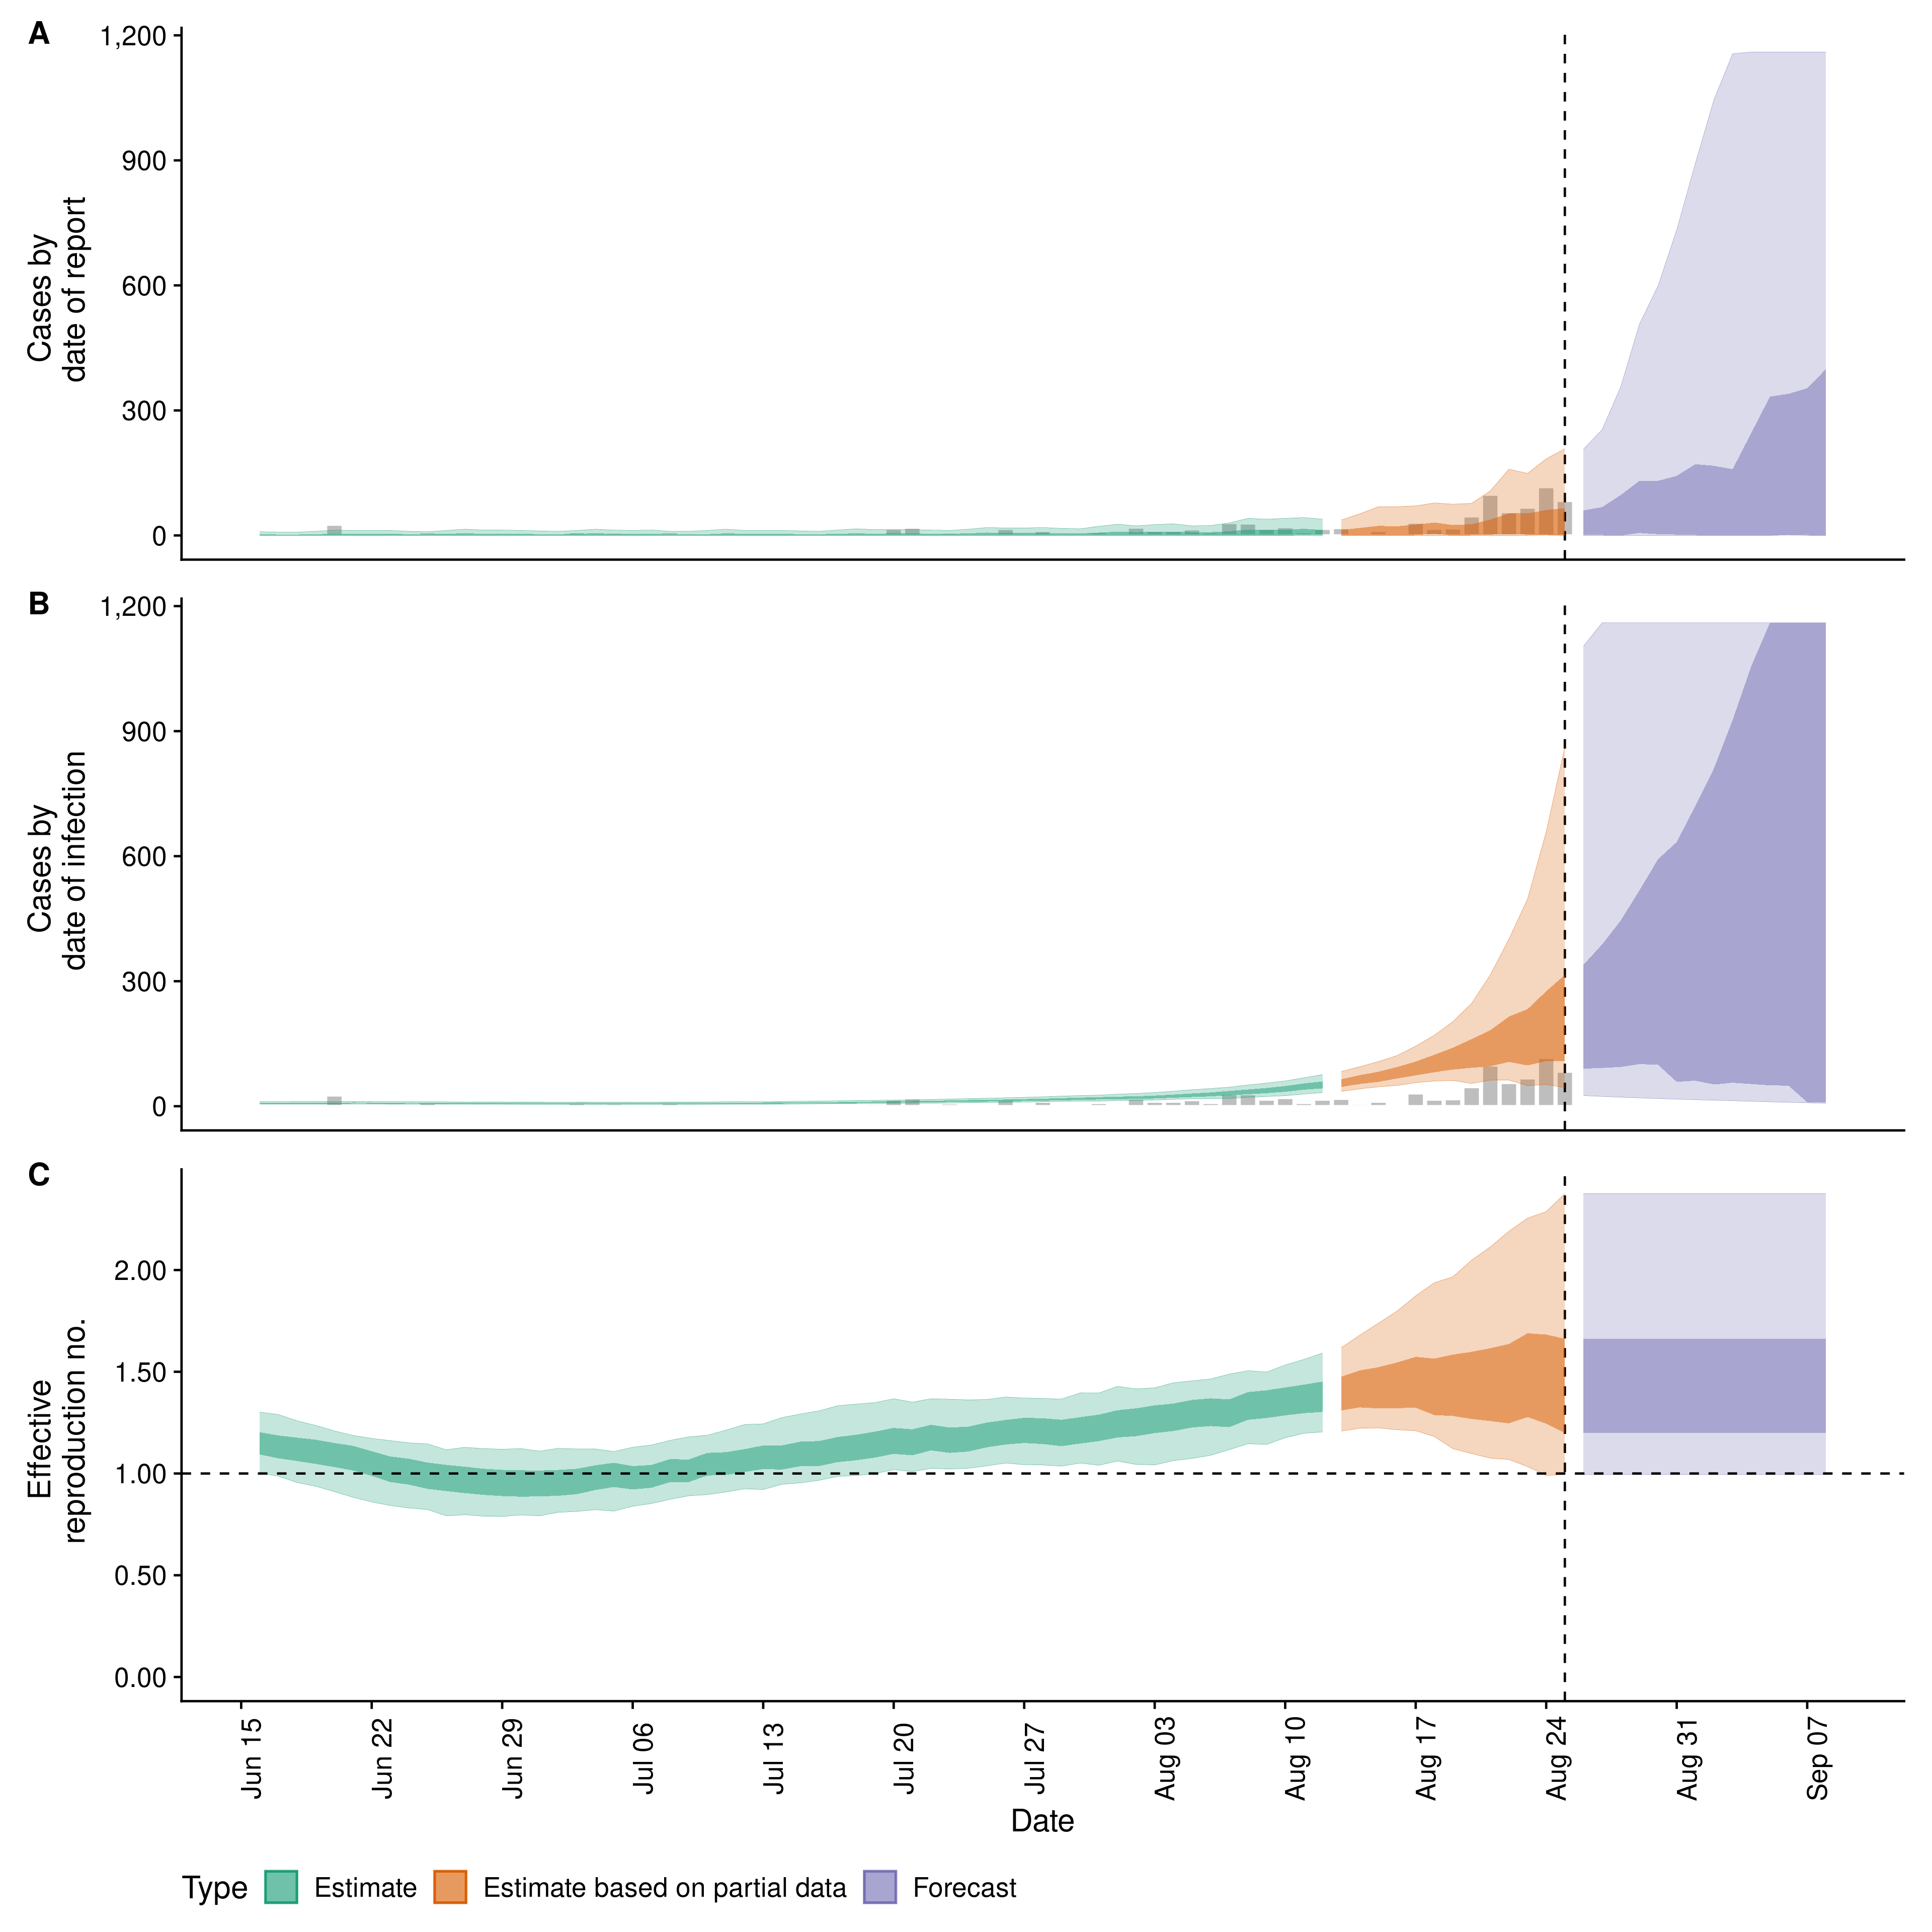 A
1,200
900
600
300
0
Cases by
date of report
B
1,200
900
600
300
0
Cases by
date of infection
C
2.00
1.50
1.00
0.50
0.00
Effective
reproduction no.
Jun 15
Jun 22
Jun 29
Jul 06
Jul 13
Jul 20
Jul 27
Aug 03
Aug 10
Aug 17
Aug 24
Aug 31
Sep 07
Date
Type Estimate Estimate based on partial data Forecast